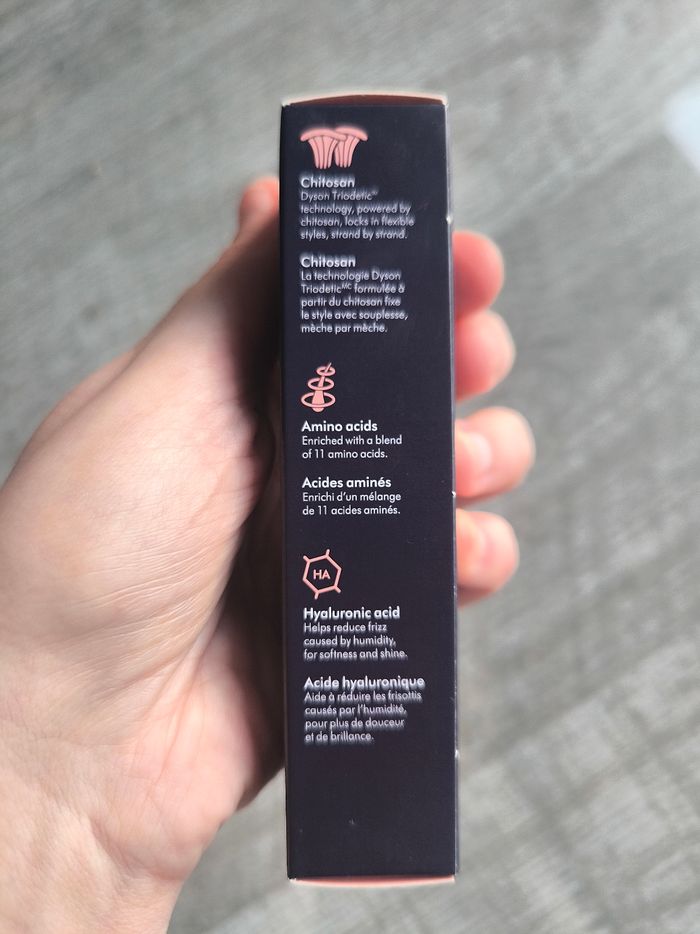 Chitosan
Dyson Triodetic™
technology, powered by
chitosan, locks in flexible
styles, strand by strand.
Chitosan
La technologie Dyson
Triodeticᴹᶜ formulée à
partir du chitosan fixe
le style avec souplesse,
mèche par mèche.
Amino acids
Enriched with a blend
of 11 amino acids.
Acides aminés
Enrichi d'un mélange
de 11 acides aminés.
HA
Hyaluronic acid
Helps reduce frizz
caused by humidity,
for softness and shine.
Acide hyaluronique
Aide à réduire les frisottis
causés par l'humidité,
pour plus de douceur
et de brillance.